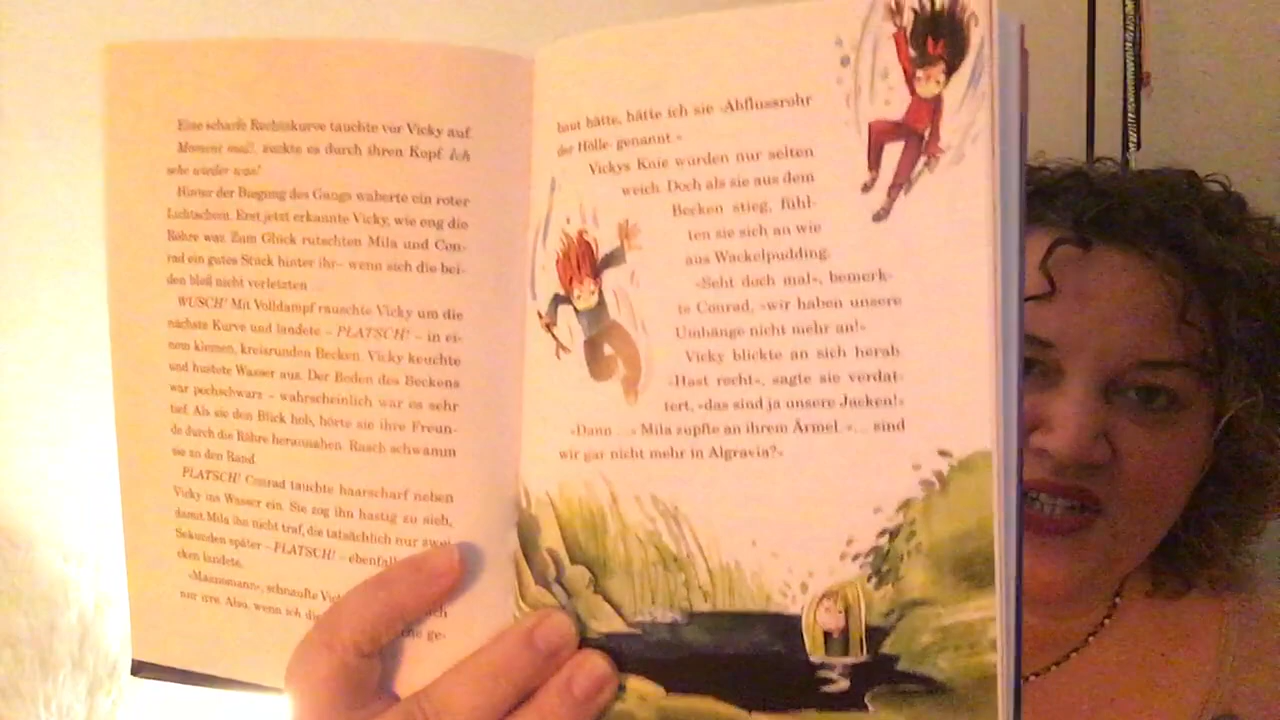 Eine scharfe Rechtskurve tauchte vor Vicky auf.
Moment mal!, zuckte es durch ihren Kopf. Ich
sehe wieder was!
Hinter der Biegung des Gangs waberte ein roter
Lichtschein. Erst jetzt erkannte Vicky, wie eng die
Röhre war. Zum Glück rutschten Mila und Con-
rad ein gutes Stück hinter ihr – wenn sich die bei-
den bloß nicht verletzten.
WUSCH! Mit Volldampf rauschte Vicky um die
nächste Kurve und landete – PLATSCH! – in ei-
nem kleinen, kreisrunden Becken. Vicky keuchte
und hustete Wasser aus. Der Boden des Beckens
war pechschwarz – wahrscheinlich war es sehr
tief. Als sie den Blick hob, hörte sie ihre Freun-
de durch die Röhre heransausen. Rasch schwamm
sie an den Rand.
PLATSCH! Conrad tauchte haarscharf neben
Vicky ins Wasser ein. Sie zog ihn hastig zu sich,
damit Mila ihn nicht traf, die tatsächlich nur zwei
Sekunden später – PLATSCH! – ebenfall
cken landete.
»Mannomann«, schnaufte
nur irre. Also, wenn ich
ge-
baut hätte, hätte ich sie ›Abflussrohr
der Hölle‹ genannt.«
Vickys Knie wurden nur selten
weich. Doch als sie aus dem
Becken stieg, fühl-
ten sie sich an wie
aus Wackelpudding.
»Seht doch mal«, bemerk-
te Conrad, »wir haben unsere
Umhänge nicht mehr an!«
Vicky blickte an sich herab.
»Hast recht«, sagte sie verdat-
tert, »das sind ja unsere Jacken!«
»Dann ...« Mila zupfte an ihrem Ärmel. »... sind
wir gar nicht mehr in Algravia?«